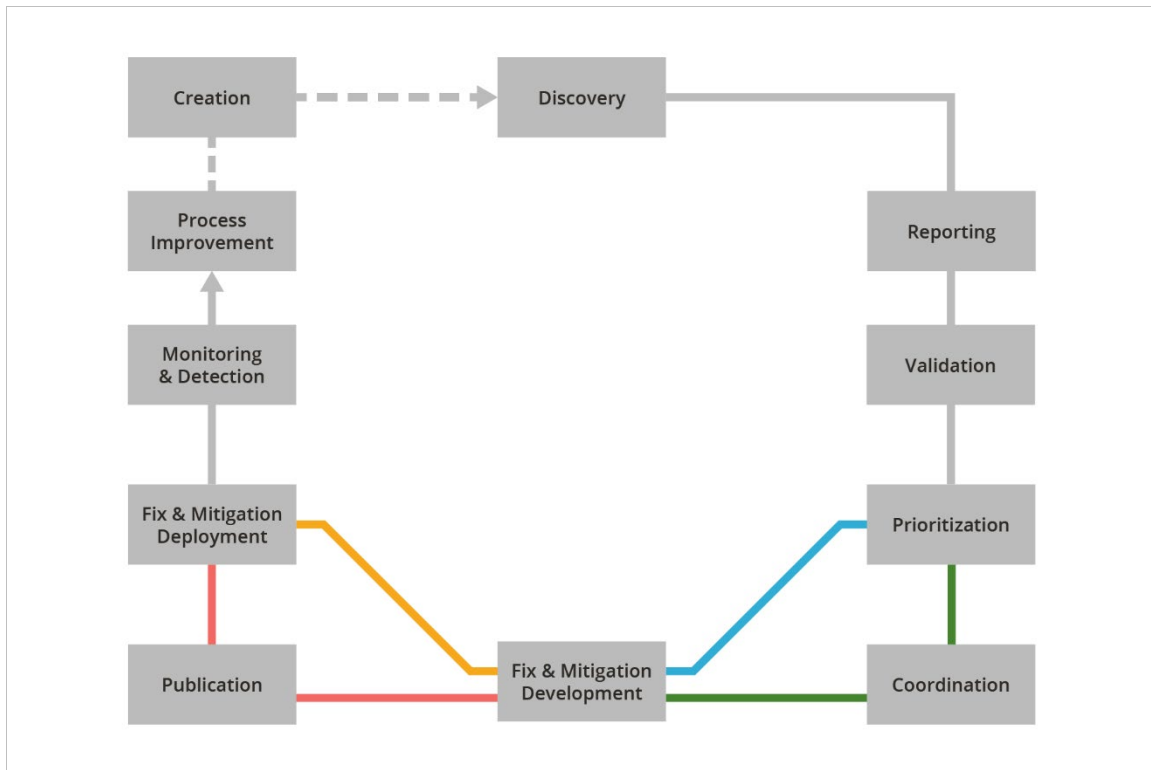 Creation
Discovery
Process
Improvement
Reporting
Monitoring
& Detection
Validation
Fix & Mitigation
Deployment
Prioritization
Publication
Fix & Mitigation
Development
Coordination